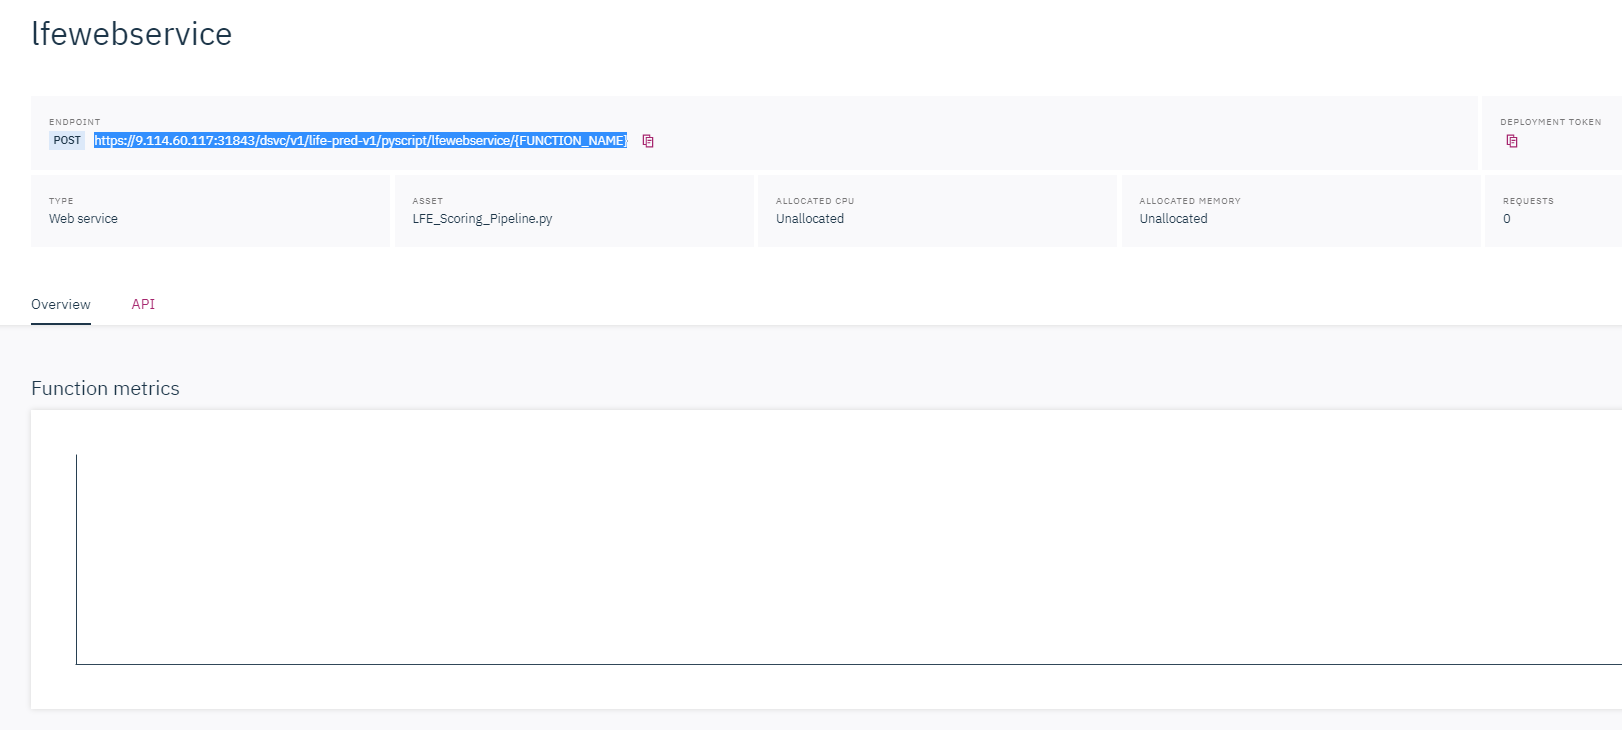 lfewebservice
ENDPOINT
POST https://9.114.60.117:31843/dsvc/v1/life-pred-v1/pyscript/lfewebservice/{FUNCTION_NAME}
DEPLOYMENT TOKEN
TYPE
Web service
ASSET
LFE_Scoring_Pipeline.py
ALLOCATED CPU
Unallocated
ALLOCATED MEMORY
Unallocated
REQUESTS
0
Overview API
Function metrics